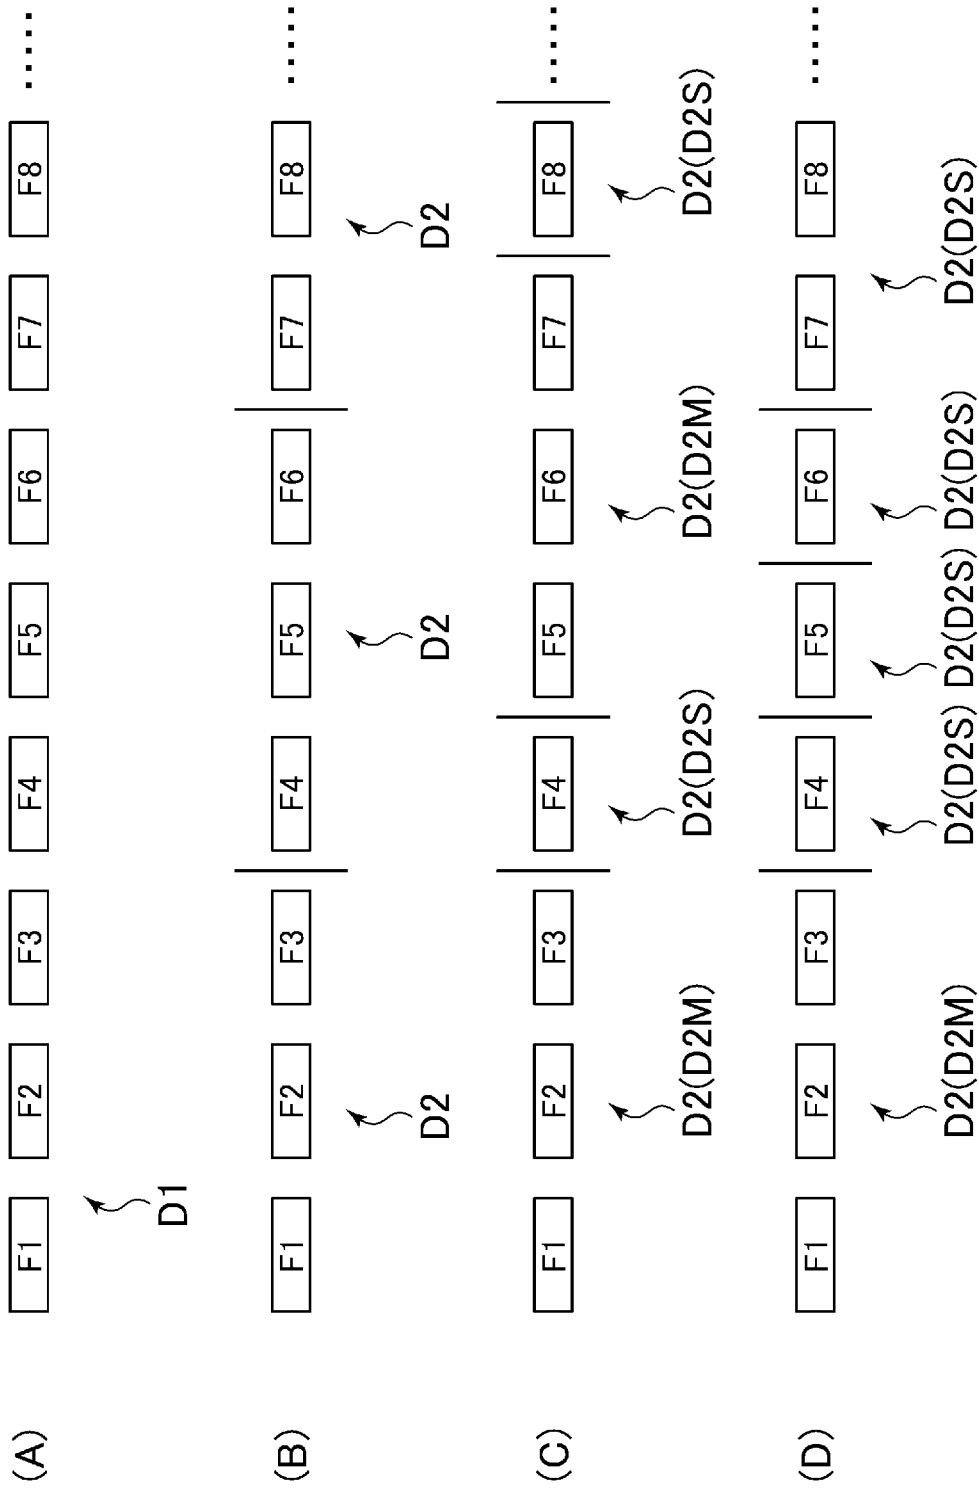 (A) F1 F2 F3 F4 F5 F6 F7 F8 .....
D1
(B) F1 F2 F3 F4 F5 F6 F7 F8 .....
D2 D2 D2
(C) F1 F2 F3 F4 F5 F6 F7 F8 .....
D2(D2M) D2(D2S) D2(D2M) D2(D2S)
(D) F1 F2 F3 F4 F5 F6 F7 F8 .....
D2(D2M) D2(D2S) D2(D2S) D2(D2S) D2(D2S)